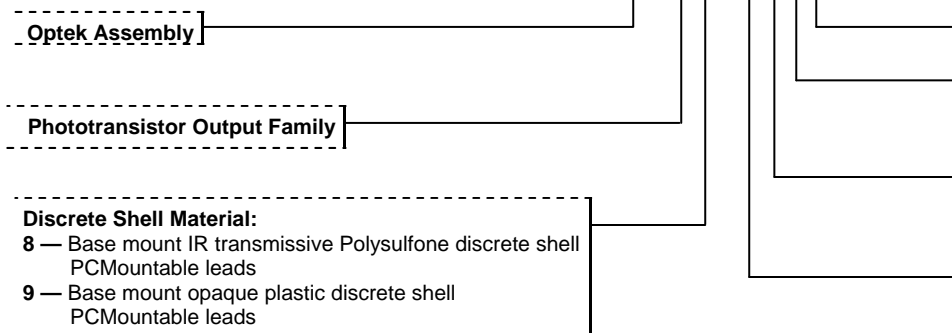 Optek Assembly
Phototransistor Output Family
Discrete Shell Material:
8 — Base mount IR transmissive Polysulfone discrete shell
PCMountable leads
9 — Base mount opaque plastic discrete shell
PCMountable leads